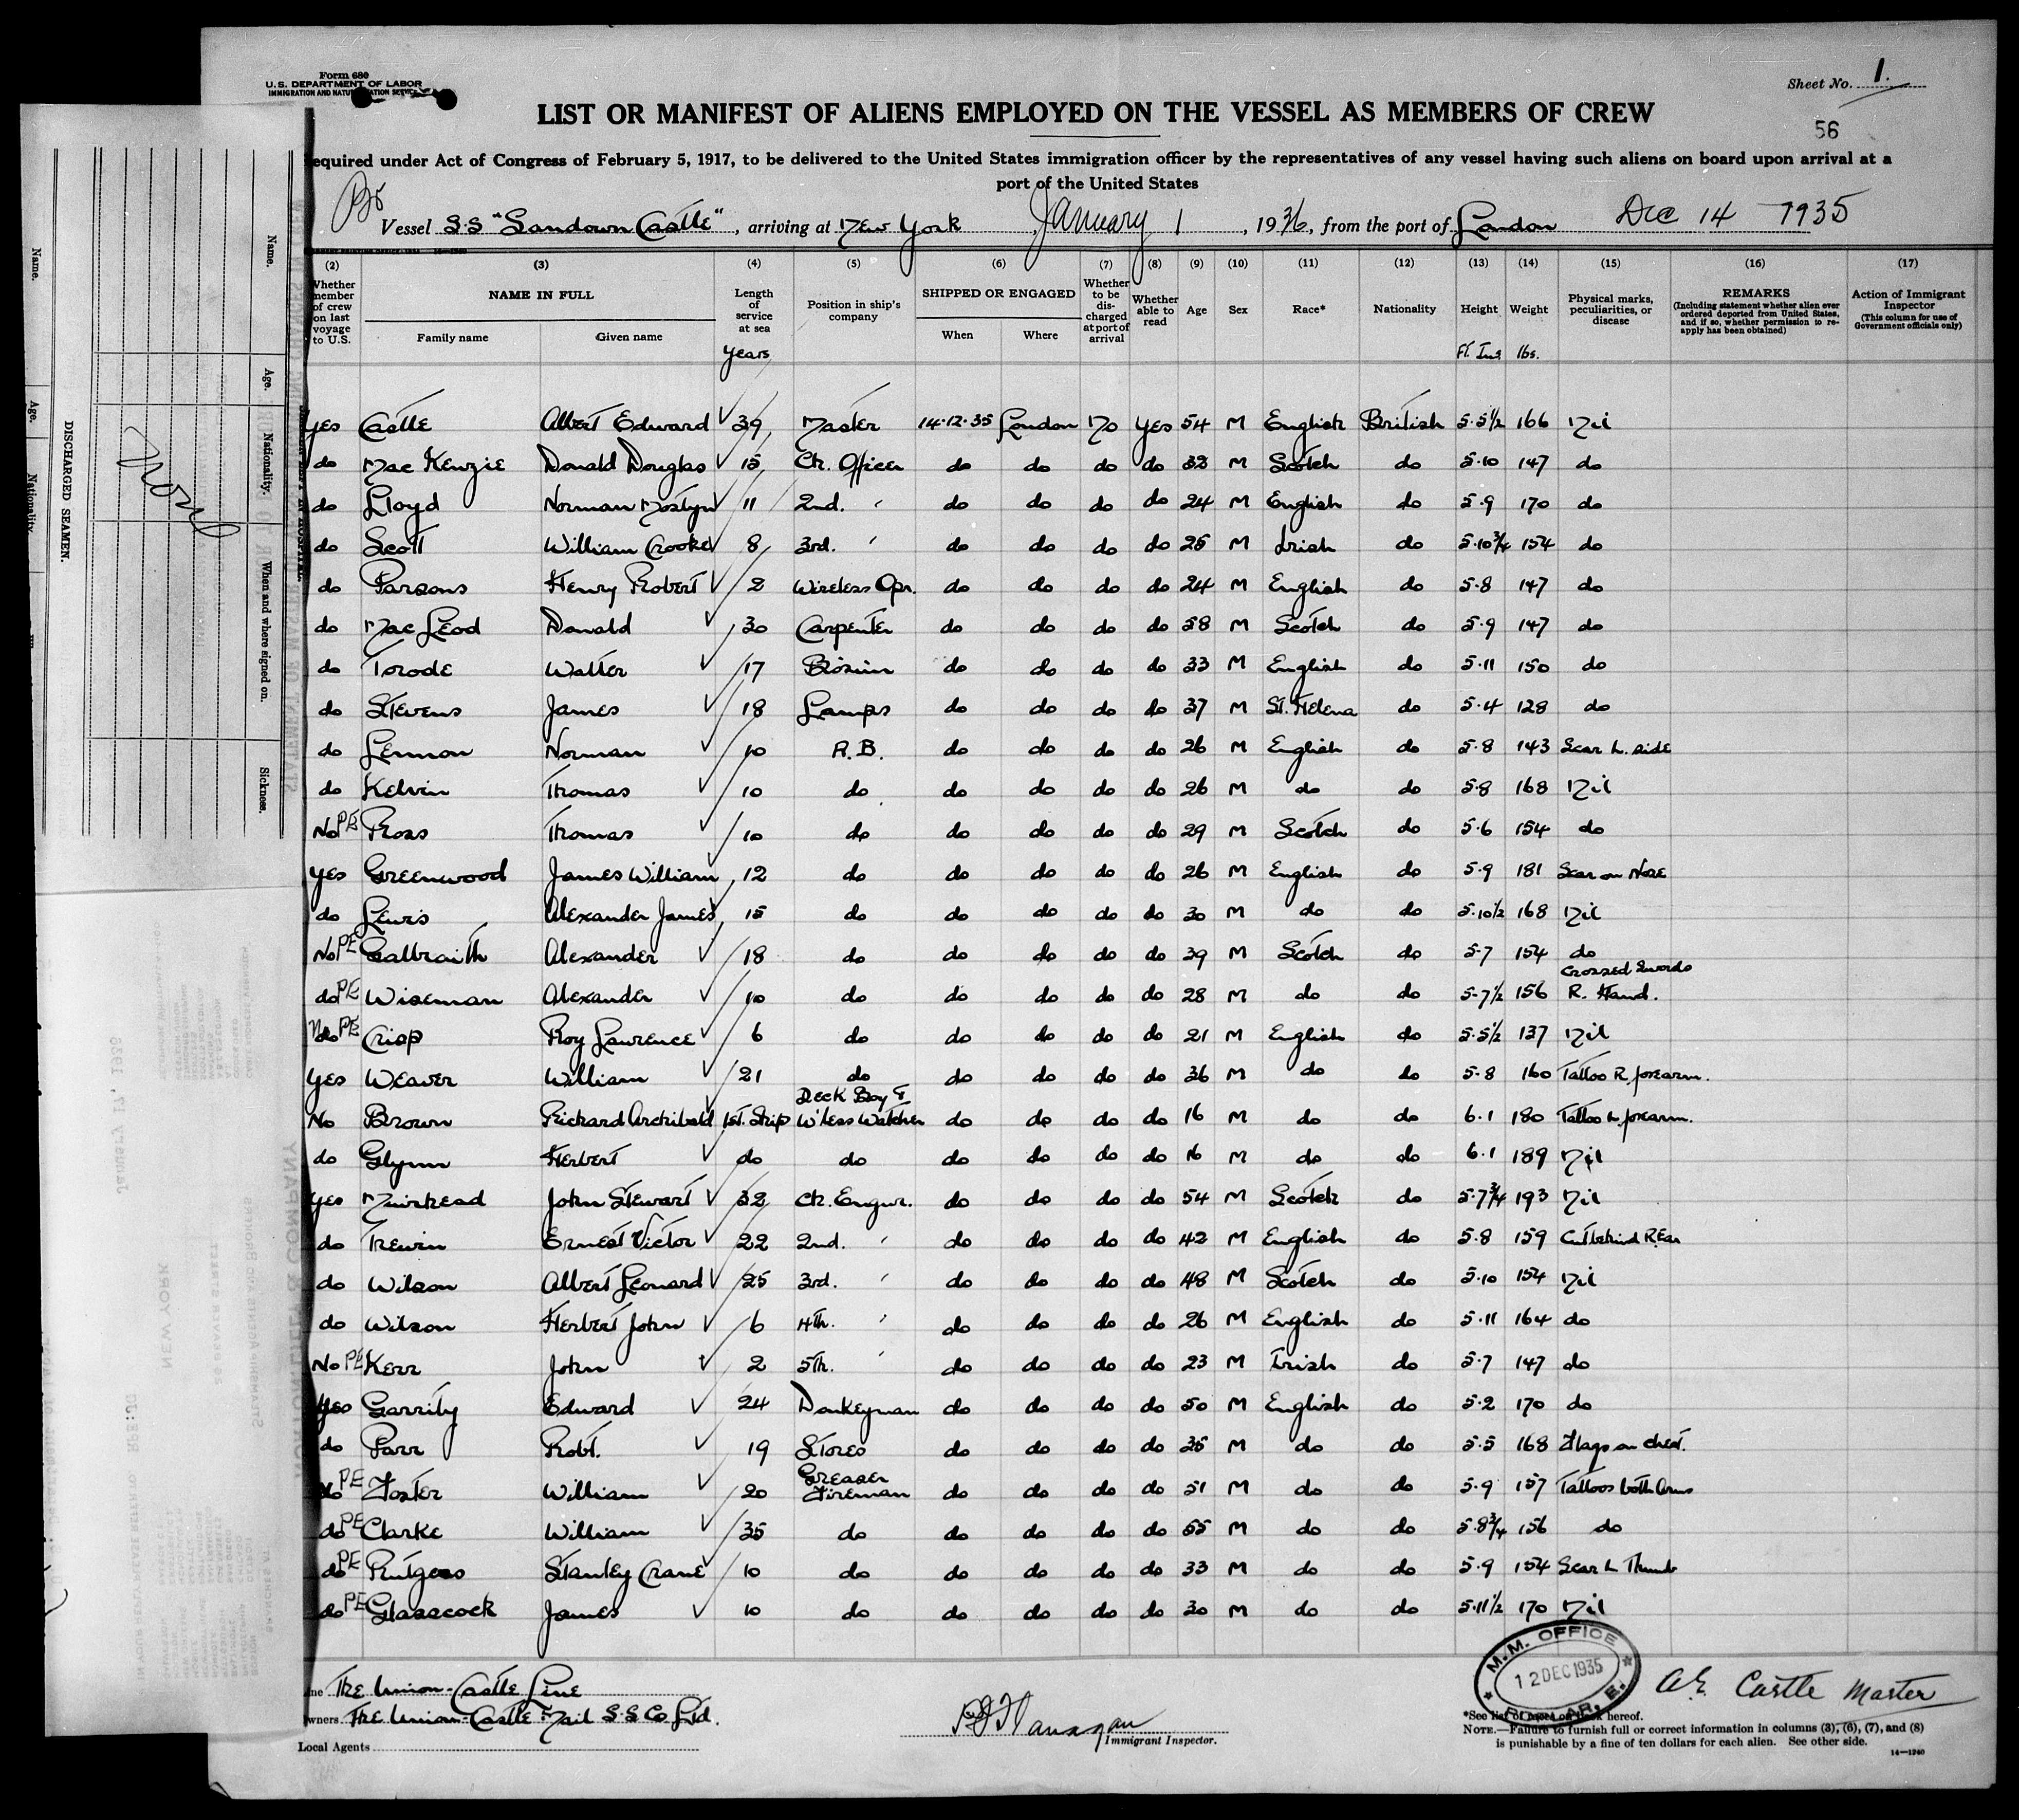 Form 680
U.S. DEPARTMENT OF LABOR
IMMIGRATION AND NATURALIZATION SERVICE
Sheet No. 1.
LIST OR MANIFEST OF ALIENS EMPLOYED ON THE VESSEL AS MEMBERS OF CREW
56
equired under Act of Congress of February 5, 1917, to be delivered to the United States immigration officer by the representatives of any vessel having such aliens on board upon arrival at a
port of the United States
Br
Vessel S.S "Sandown Castle", arriving at New York, January 1, 1936, from the port of London Dec 14 1935
(2) (3) (4) (5) (6) (7) (8) (9) (10) (11) (12) (13) (14) (15) (16) (17)
Whether member of crew on last voyage to U.S. NAME IN FULL Family name Given name Length of service at sea years Position in ship's company SHIPPED OR ENGAGED When Where Whether to be discharged at port of arrival Whether able to read Age Sex Race* Nationality Height Ft. Ins Weight lbs. Physical marks, peculiarities, or disease REMARKS (Including statement whether alien ever ordered deported from United States, and if so, whether permission to reapply has been obtained) Action of Immigrant Inspector (This column for use of Government officials only)
Yes Castle Albert Edward 39 Master 14.12.35 London No Yes 54 M English British 5.5½ 166 Nil
do MacKenzie Donald Douglas 15 Ch. Officer do do do do 32 M Scotch do 5.10 147 do
do Lloyd Norman Mostyn 11 2nd. " do do do do 24 M English do 5.9 170 do
do Scott William Crooke 8 3rd. " do do do do 25 M Irish do 5.10¾ 154 do
do Parsons Henry Robert 2 Wireless Opr. do do do do 24 M English do 5.8 147 do
do MacLeod Donald 30 Carpenter do do do do 58 M Scotch do 5.9 147 do
do Torode Walter 17 Bosun do do do do 33 M English do 5.11 150 do
do Stevens James 18 Lamps do do do do 37 M St. Helena do 5.4 128 do
do Lennon Norman 10 A.B. do do do do 26 M English do 5.8 143 Scar L. side
do Kelvin Thomas 10 do do do do do 26 M do do 5.8 168 Nil
No PE Ross Thomas 10 do do do do do 29 M Scotch do 5.6 154 do
Yes Greenwood James William 12 do do do do do 26 M English do 5.9 181 Scar on Nose
do Lewis Alexander James 15 do do do do do 30 M do do 5.10½ 168 Nil
No PE Galbraith Alexander 18 do do do do do 39 M Scotch do 5.7 154 do
do PE Wiseman Alexander 10 do do do do do 28 M do do 5.7½ 156 Crossed Swords R. Hand.
No PE Crisp Roy Lawrence 6 do do do do do 21 M English do 5.5½ 137 Nil
Yes Weaver William 21 do do do do do 36 M do do 5.8 160 Tattoo R. forearm.
No Brown Richard Archibald 1st. Ship Deck Boy & W'less Watcher do do do do 16 M do do 6.1 180 Tattoo L. forearm.
do Glynn Herbert do do do do do do 16 M do do 6.1 189 Nil
Yes Muirhead John Stewart 32 Ch. Engnr. do do do do 54 M Scotch do 5.7¾ 193 Nil
do Trewin Ernest Victor 22 2nd. " do do do do 42 M English do 5.8 159 Cut behind R. Ear
do Wilson Albert Leonard 25 3rd. " do do do do 48 M Scotch do 5.10 154 Nil
do Wilson Herbert John 6 4th. " do do do do 26 M English do 5.11 164 do
No PE Kerr John 2 5th. " do do do do 23 M Irish do 5.7 147 do
Yes Garrity Edward 24 Donkeyman do do do do 50 M English do 5.2 170 do
do Parr Robt. 19 Stores do do do do 35 M do do 5.5 168 Flags on chest.
PE Foster William 20 Greaser Fireman do do do do 51 M do do 5.9 157 Tattoos both Arms
do PE Clarke William 35 do do do do do 55 M do do 5.8¾ 156 do
do PE Rutgers Stanley Crane 10 do do do do do 33 M do do 5.9 154 Scar L Thumb
do PE Glasscock James 10 do do do do do 30 M do do 5.11½ 170 Nil
ine The Union-Castle Line
wners The Union-Castle Mail S.S Co Ltd.
Local Agents
Immigrant Inspector.
M.M. OFFICE
12 DEC 1935
A.E. Castle Master
*See list of races on back hereof.
NOTE.—Failure to furnish full or correct information in columns (3), (6), (7), and (8)
is punishable by a fine of ten dollars for each alien. See other side.
14—1240
DISCHARGED SEAMEN.
Name. Age. Nationality. When and where signed on. Sickness.
None
Name. Age. Nationality.
January 17, 1936
NEW YORK